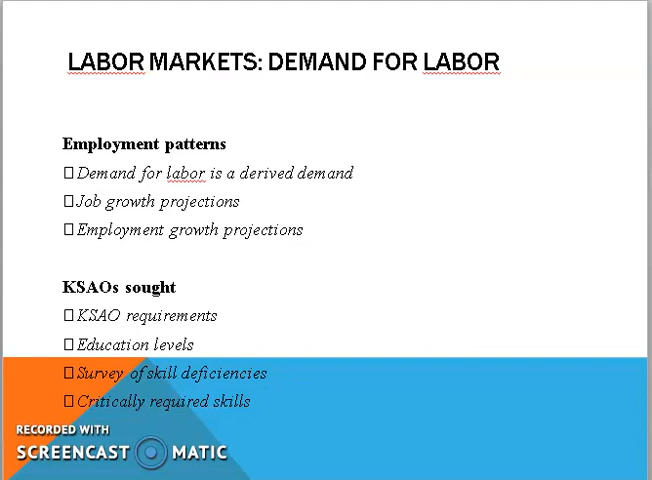 LABOR MARKETS: DEMAND FOR LABOR
Employment patterns
Demand for labor is a derived demand
Job growth projections
Employment growth projections
KSAOs sought
KSAO requirements
Education levels
Survey of skill deficiencies
Critically required skills
RECORDED WITH
SCREENCAST MATIC